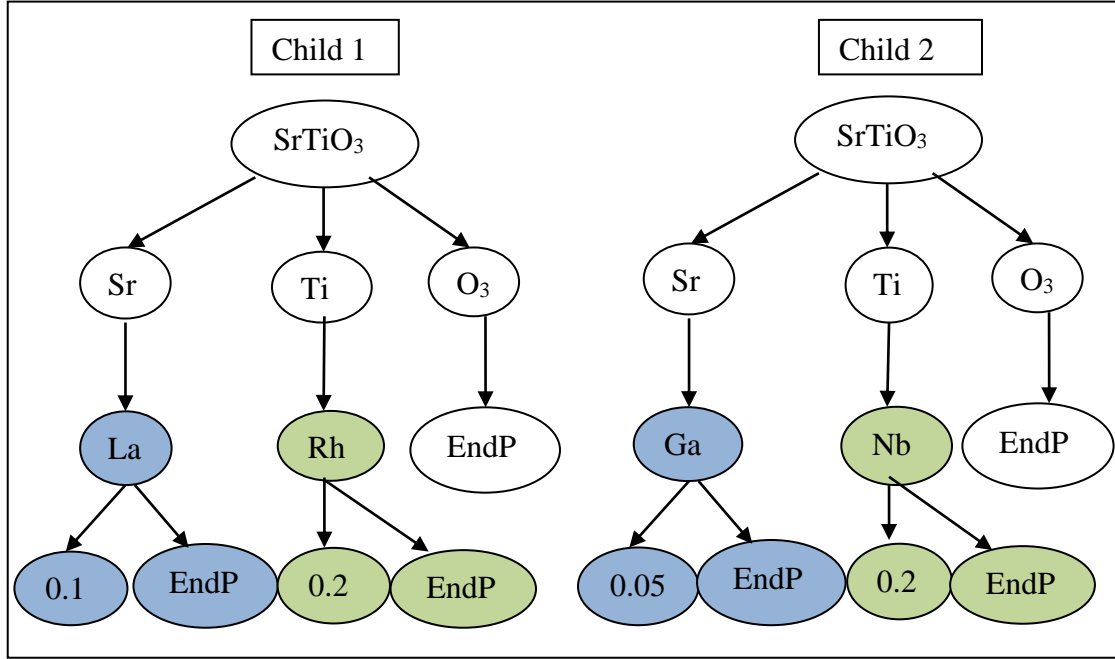 Child 1
Child 2
SrTiO₃
SrTiO₃
Sr
Ti
O₃
Sr
Ti
O₃
La
Rh
EndP
Ga
Nb
EndP
0.1
EndP
0.2
EndP
0.05
EndP
0.2
EndP